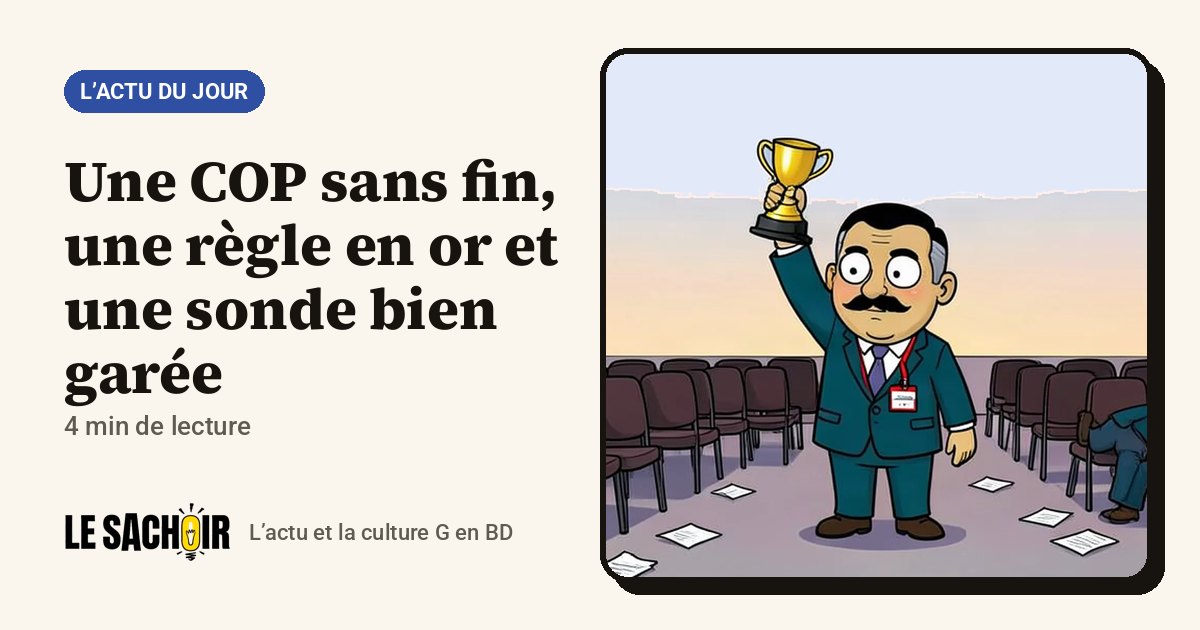 L'ACTU DU JOUR
Une COP sans fin,
une règle en or et
une sonde bien
garée
4 min de lecture
LE SACHOIR
L'actu et la culture G en BD